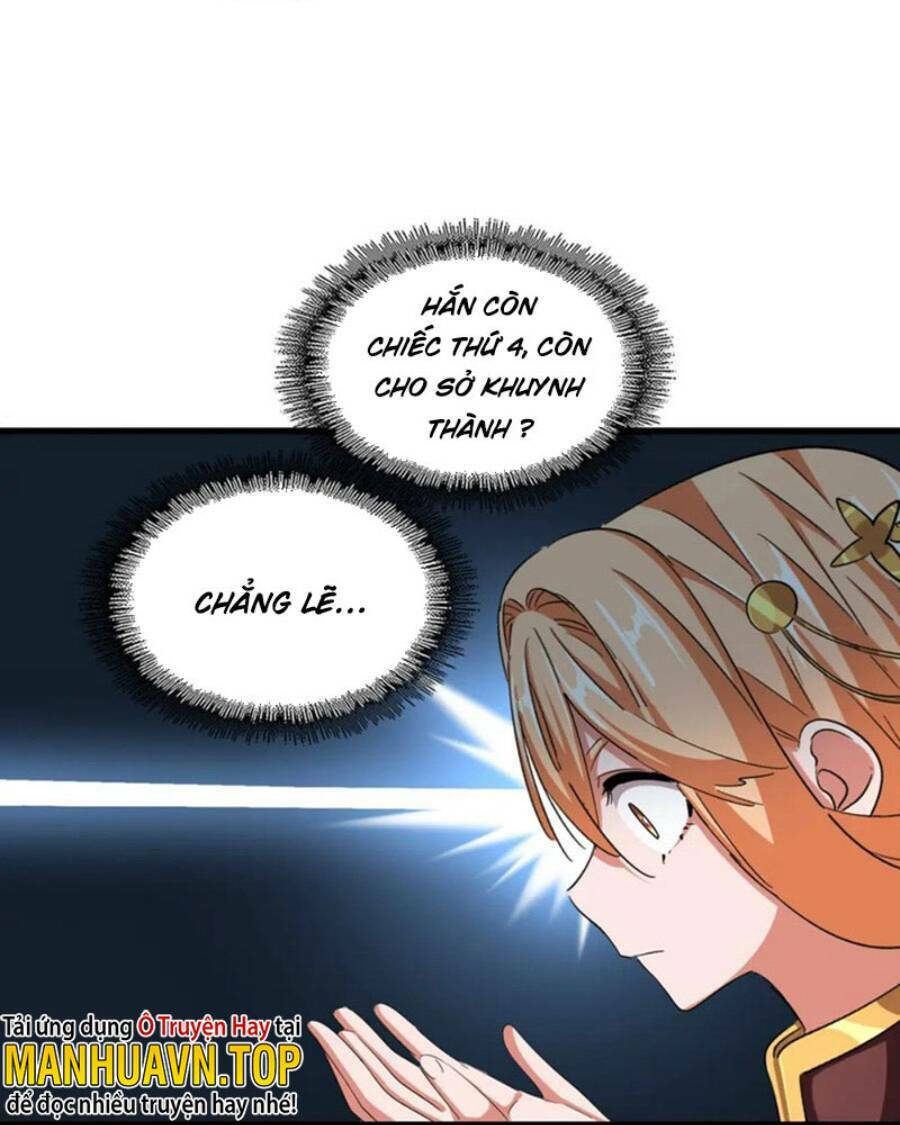 HẮN CÒN
CHIẾC THỨ 4, CÒN
CHO SỞ KHUYNH
THÀNH ?
CHẲNG LẼ...
Tải ứng dụng Ô Truyện Hay tại
MANHUAVN.TOP
để đọc nhiều truyện hay nhé!